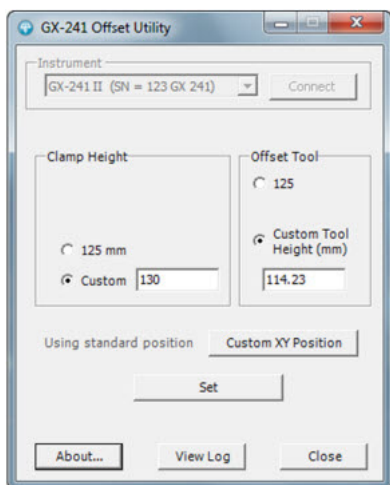 GX-241 Offset Utility
Instrument
GX-241 II (SN = 123 GX 241)
Connect
Clamp Height
125 mm
Custom 130
Offset Tool
125
Custom Tool
Height (mm)
114.23
Using standard position
Custom XY Position
Set
About...
View Log
Close